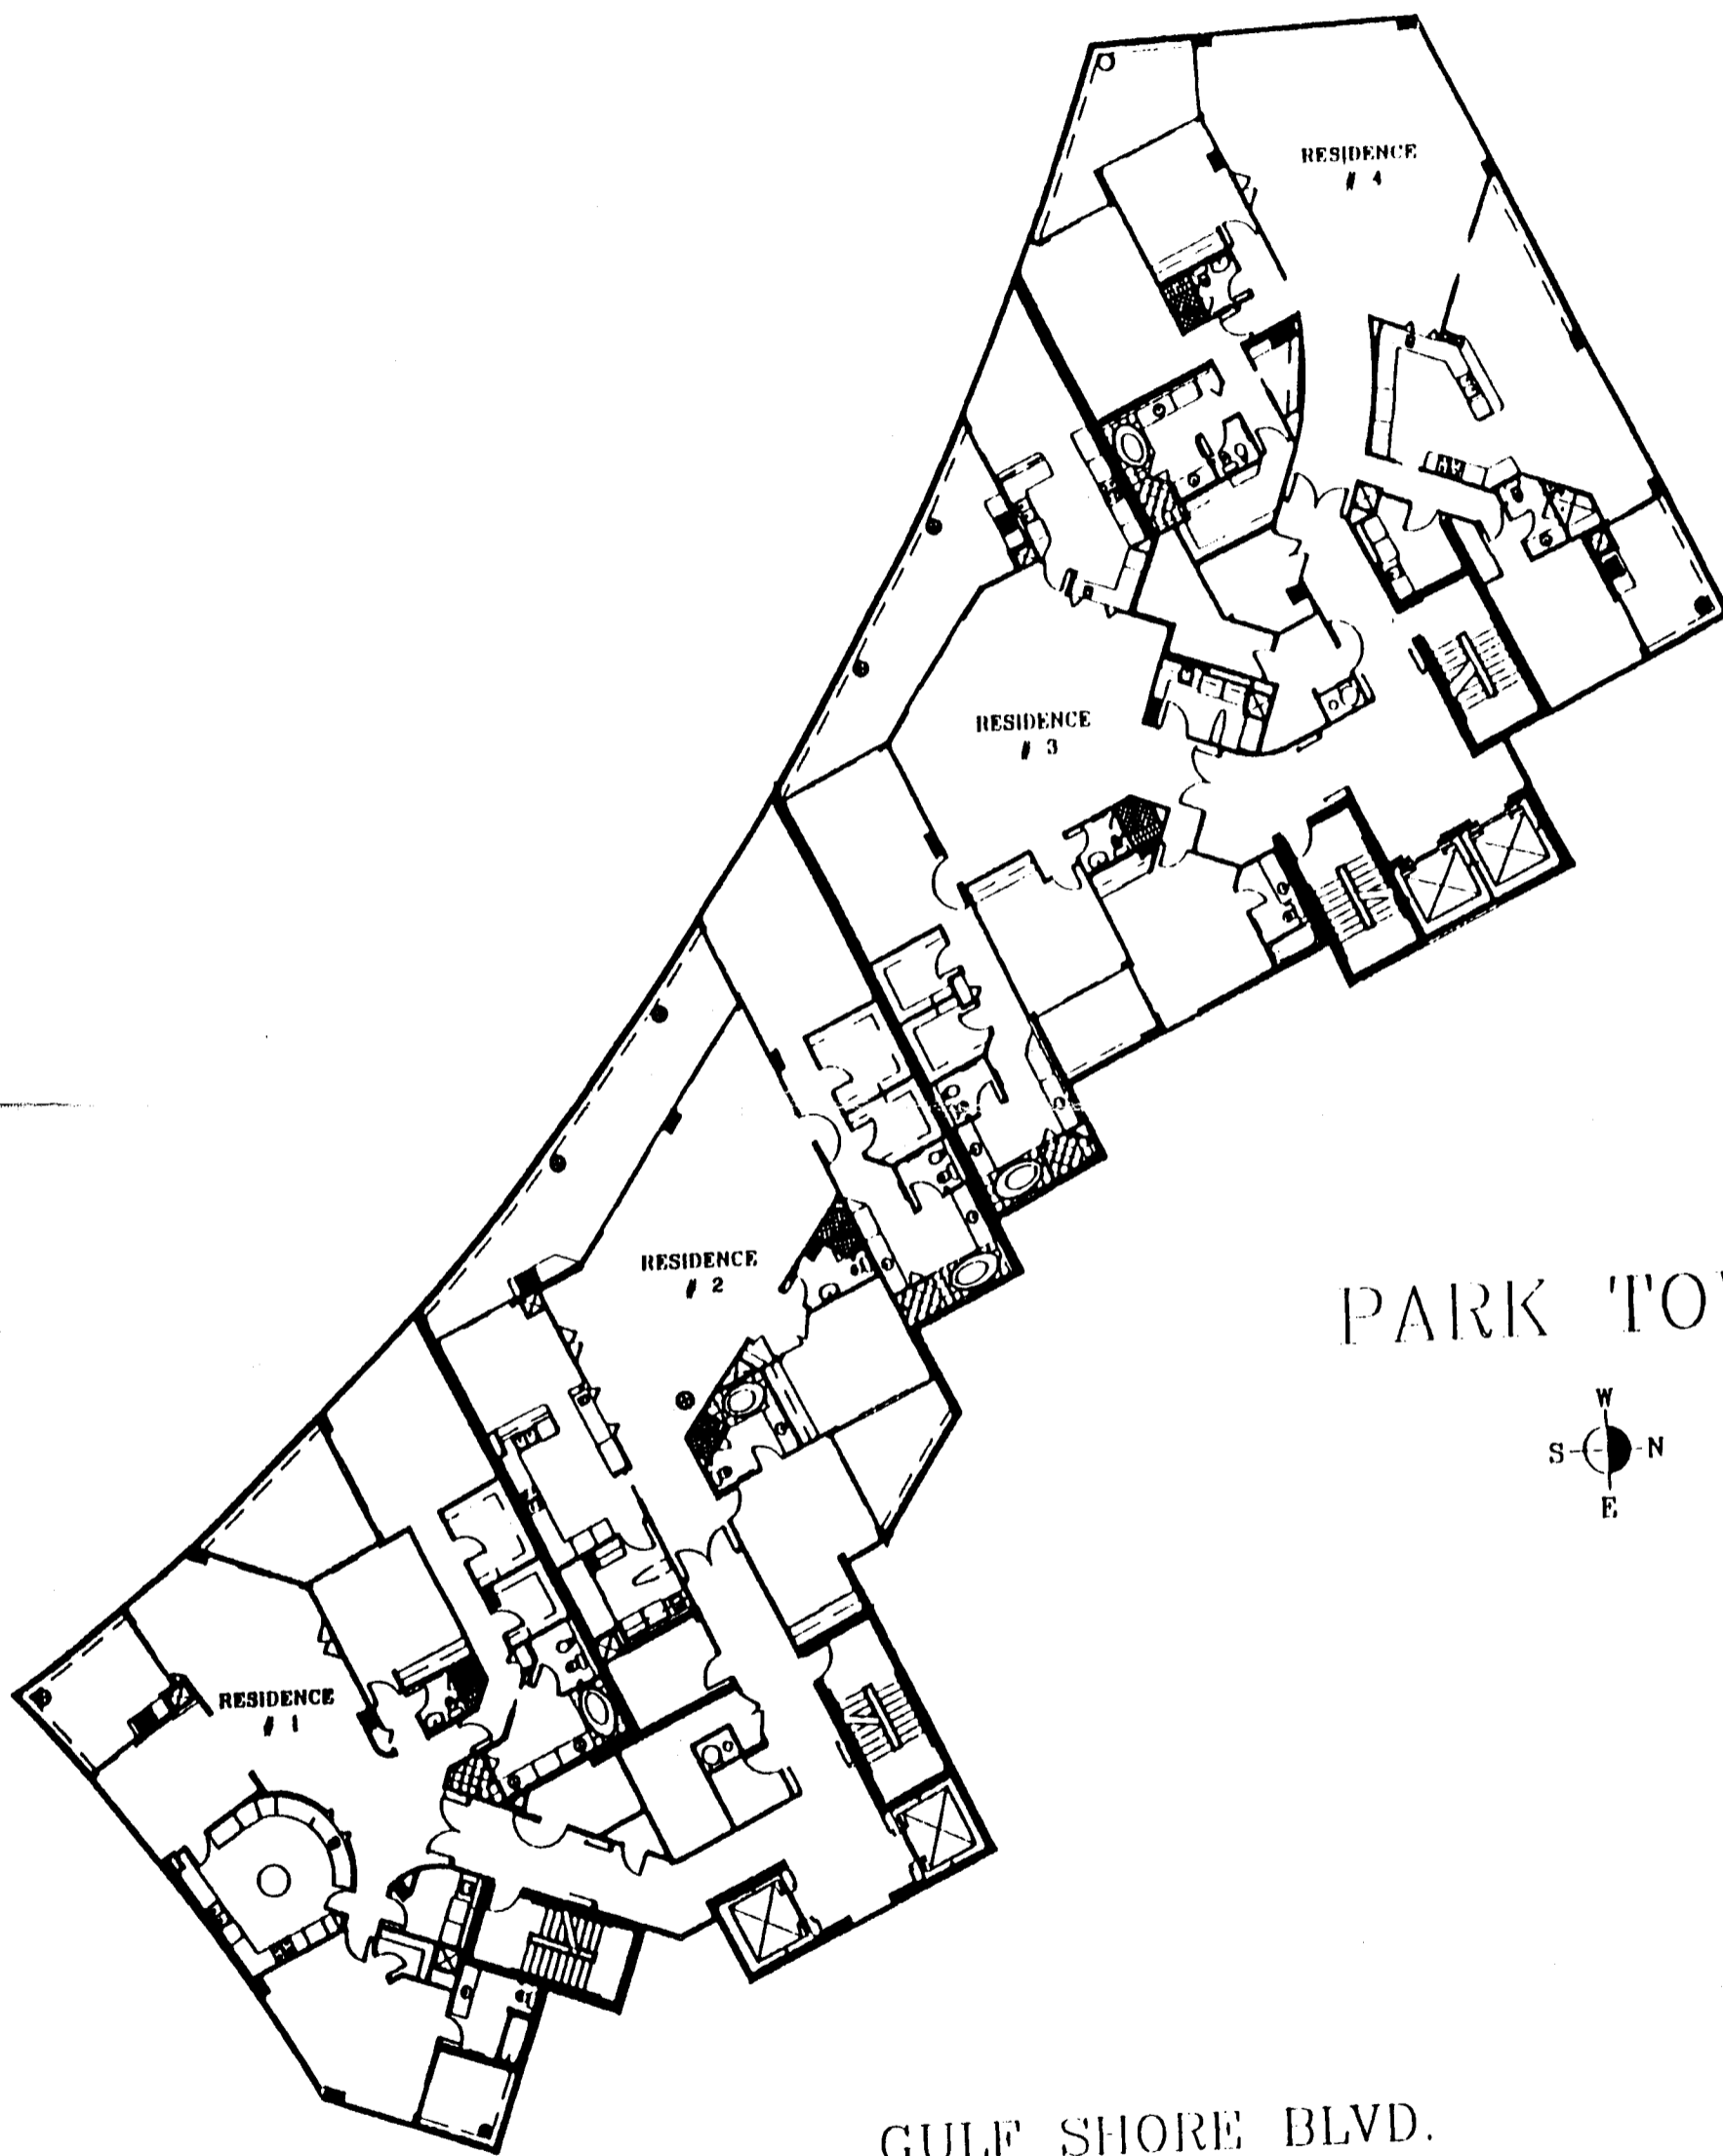 RESIDENCE
# 4
RESIDENCE
# 3
RESIDENCE
# 2
PARK TO
W
S N
E
RESIDENCE
# 1
GULF SHORE BLVD.